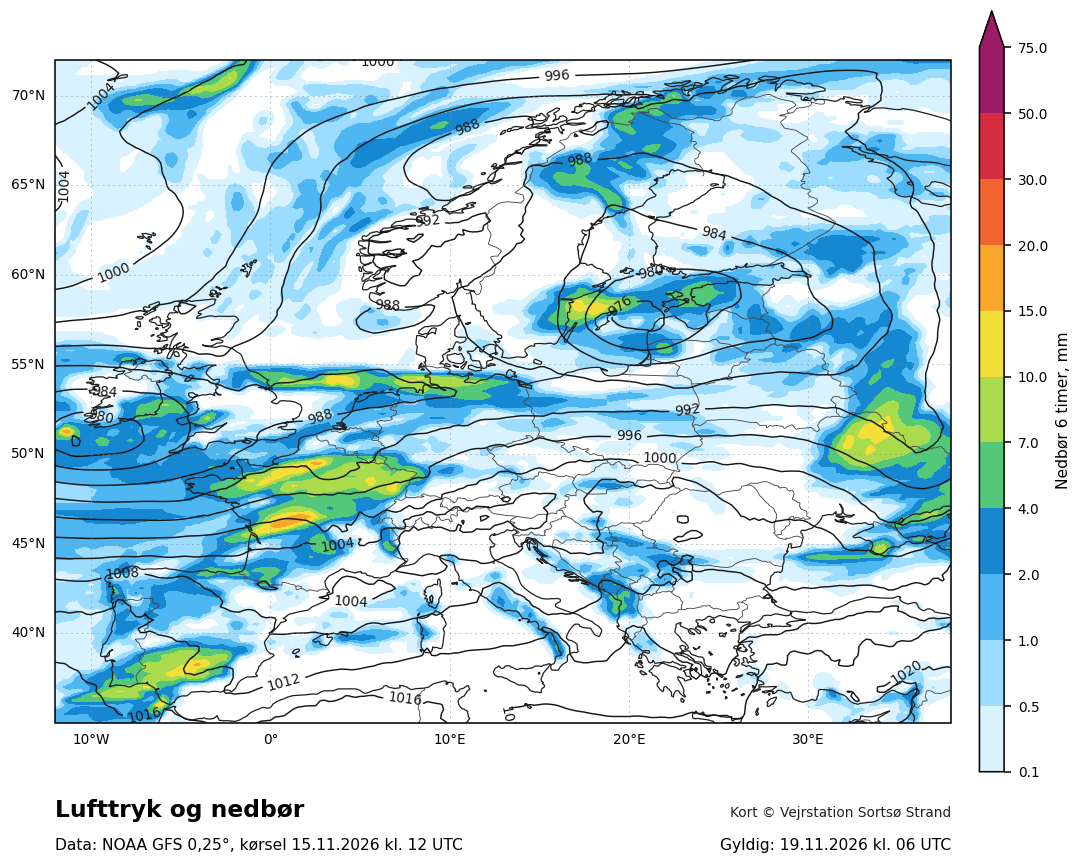 1000
996
1004
988
1004
988
992
984
1000
980
988
976
984
980
988
992
996
1000
1004
1008
1004
1012
1016
1020
1016
70°N
65°N
60°N
55°N
50°N
45°N
40°N
10°W
0°
10°E
20°E
30°E
75.0
50.0
30.0
20.0
15.0
10.0
7.0
4.0
2.0
1.0
0.5
0.1
Nedbør 6 timer, mm
Lufttryk og nedbør
Kort © Vejrstation Sortsø Strand
Data: NOAA GFS 0,25°, kørsel 15.11.2026 kl. 12 UTC
Gyldig: 19.11.2026 kl. 06 UTC